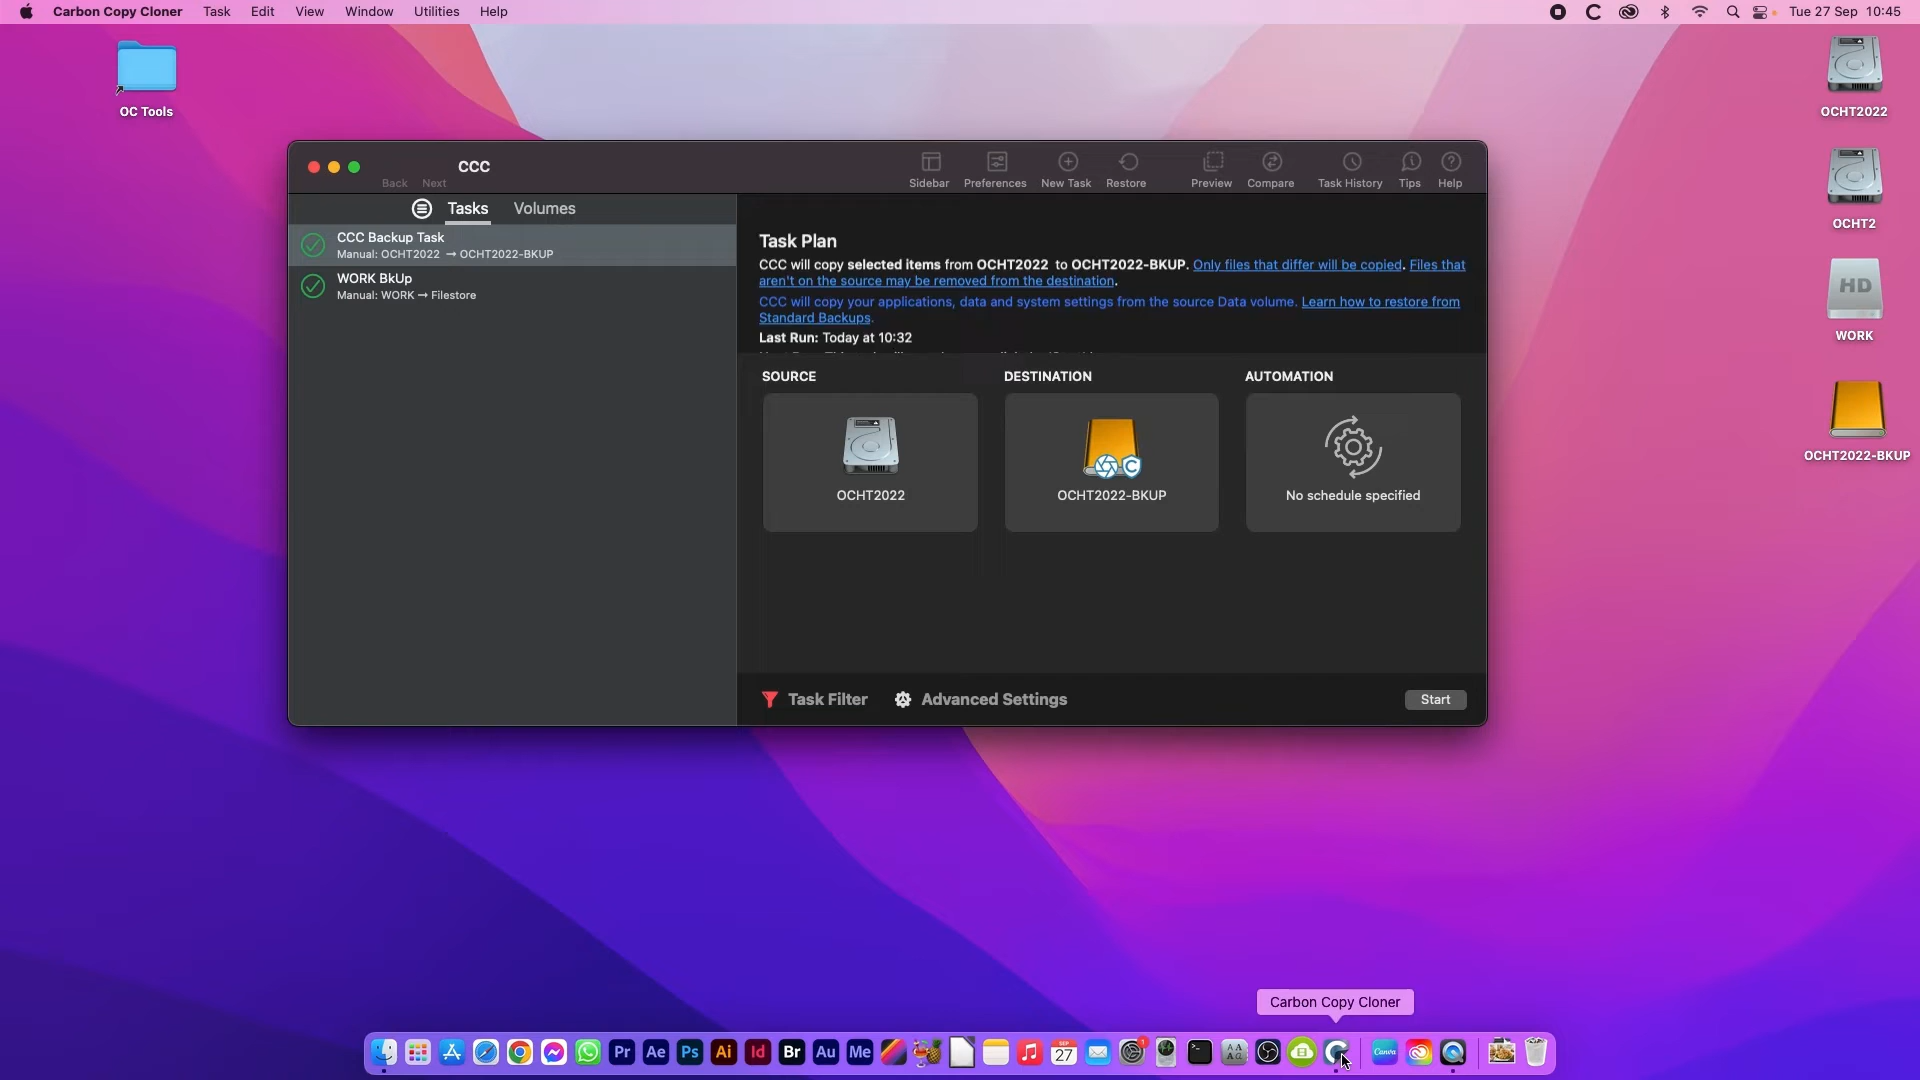 Carbon Copy Cloner Task Edit View Window Utilities Help
Tue 27 Sep 10:45
OC Tools
OCHT2022
OCHT2
WORK
OCHT2022-BKUP
HD
Back Next
CCC
Sidebar Preferences New Task Restore Preview Compare Task History Tips Help
Tasks Volumes
CCC Backup Task
Manual: OCHT2022 → OCHT2022-BKUP
WORK BkUp
Manual: WORK → Filestore
Task Plan
CCC will copy selected items from OCHT2022 to OCHT2022-BKUP. Only files that differ will be copied. Files that
aren't on the source may be removed from the destination.
CCC will copy your applications, data and system settings from the source Data volume. Learn how to restore from
Standard Backups.
Last Run: Today at 10:32
SOURCE DESTINATION AUTOMATION
OCHT2022
OCHT2022-BKUP
No schedule specified
Task Filter Advanced Settings Start
Carbon Copy Cloner
Pr Ae Ps Ai Id Br Au Me
SEP
27
1
Canva